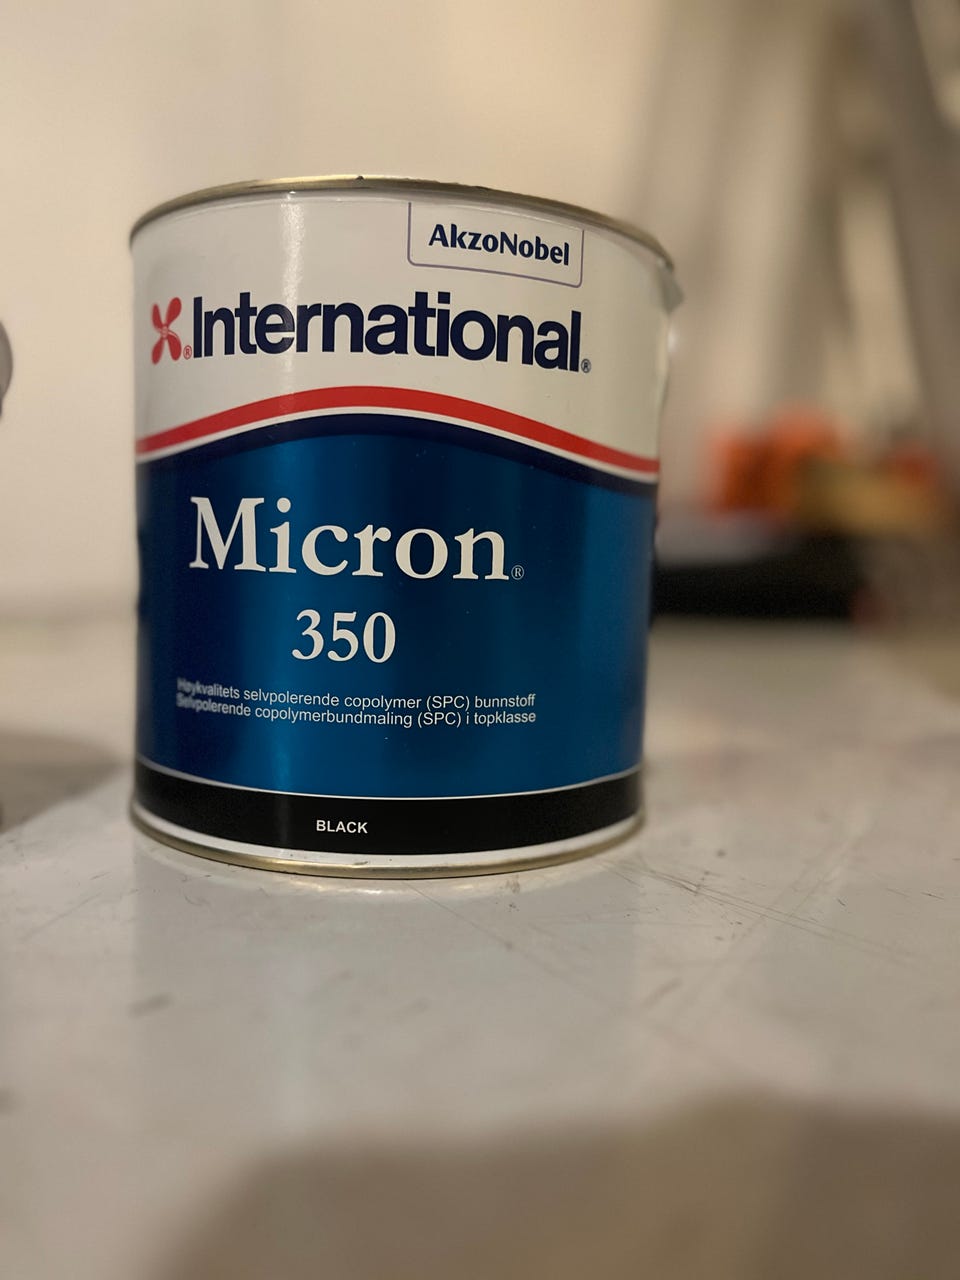 AkzoNobel
International®
Micron®
350
Høykvalitets selvpolerende copolymer (SPC) bunnstoff
Selvpolerende copolymerbundmaling (SPC) i topklasse
BLACK